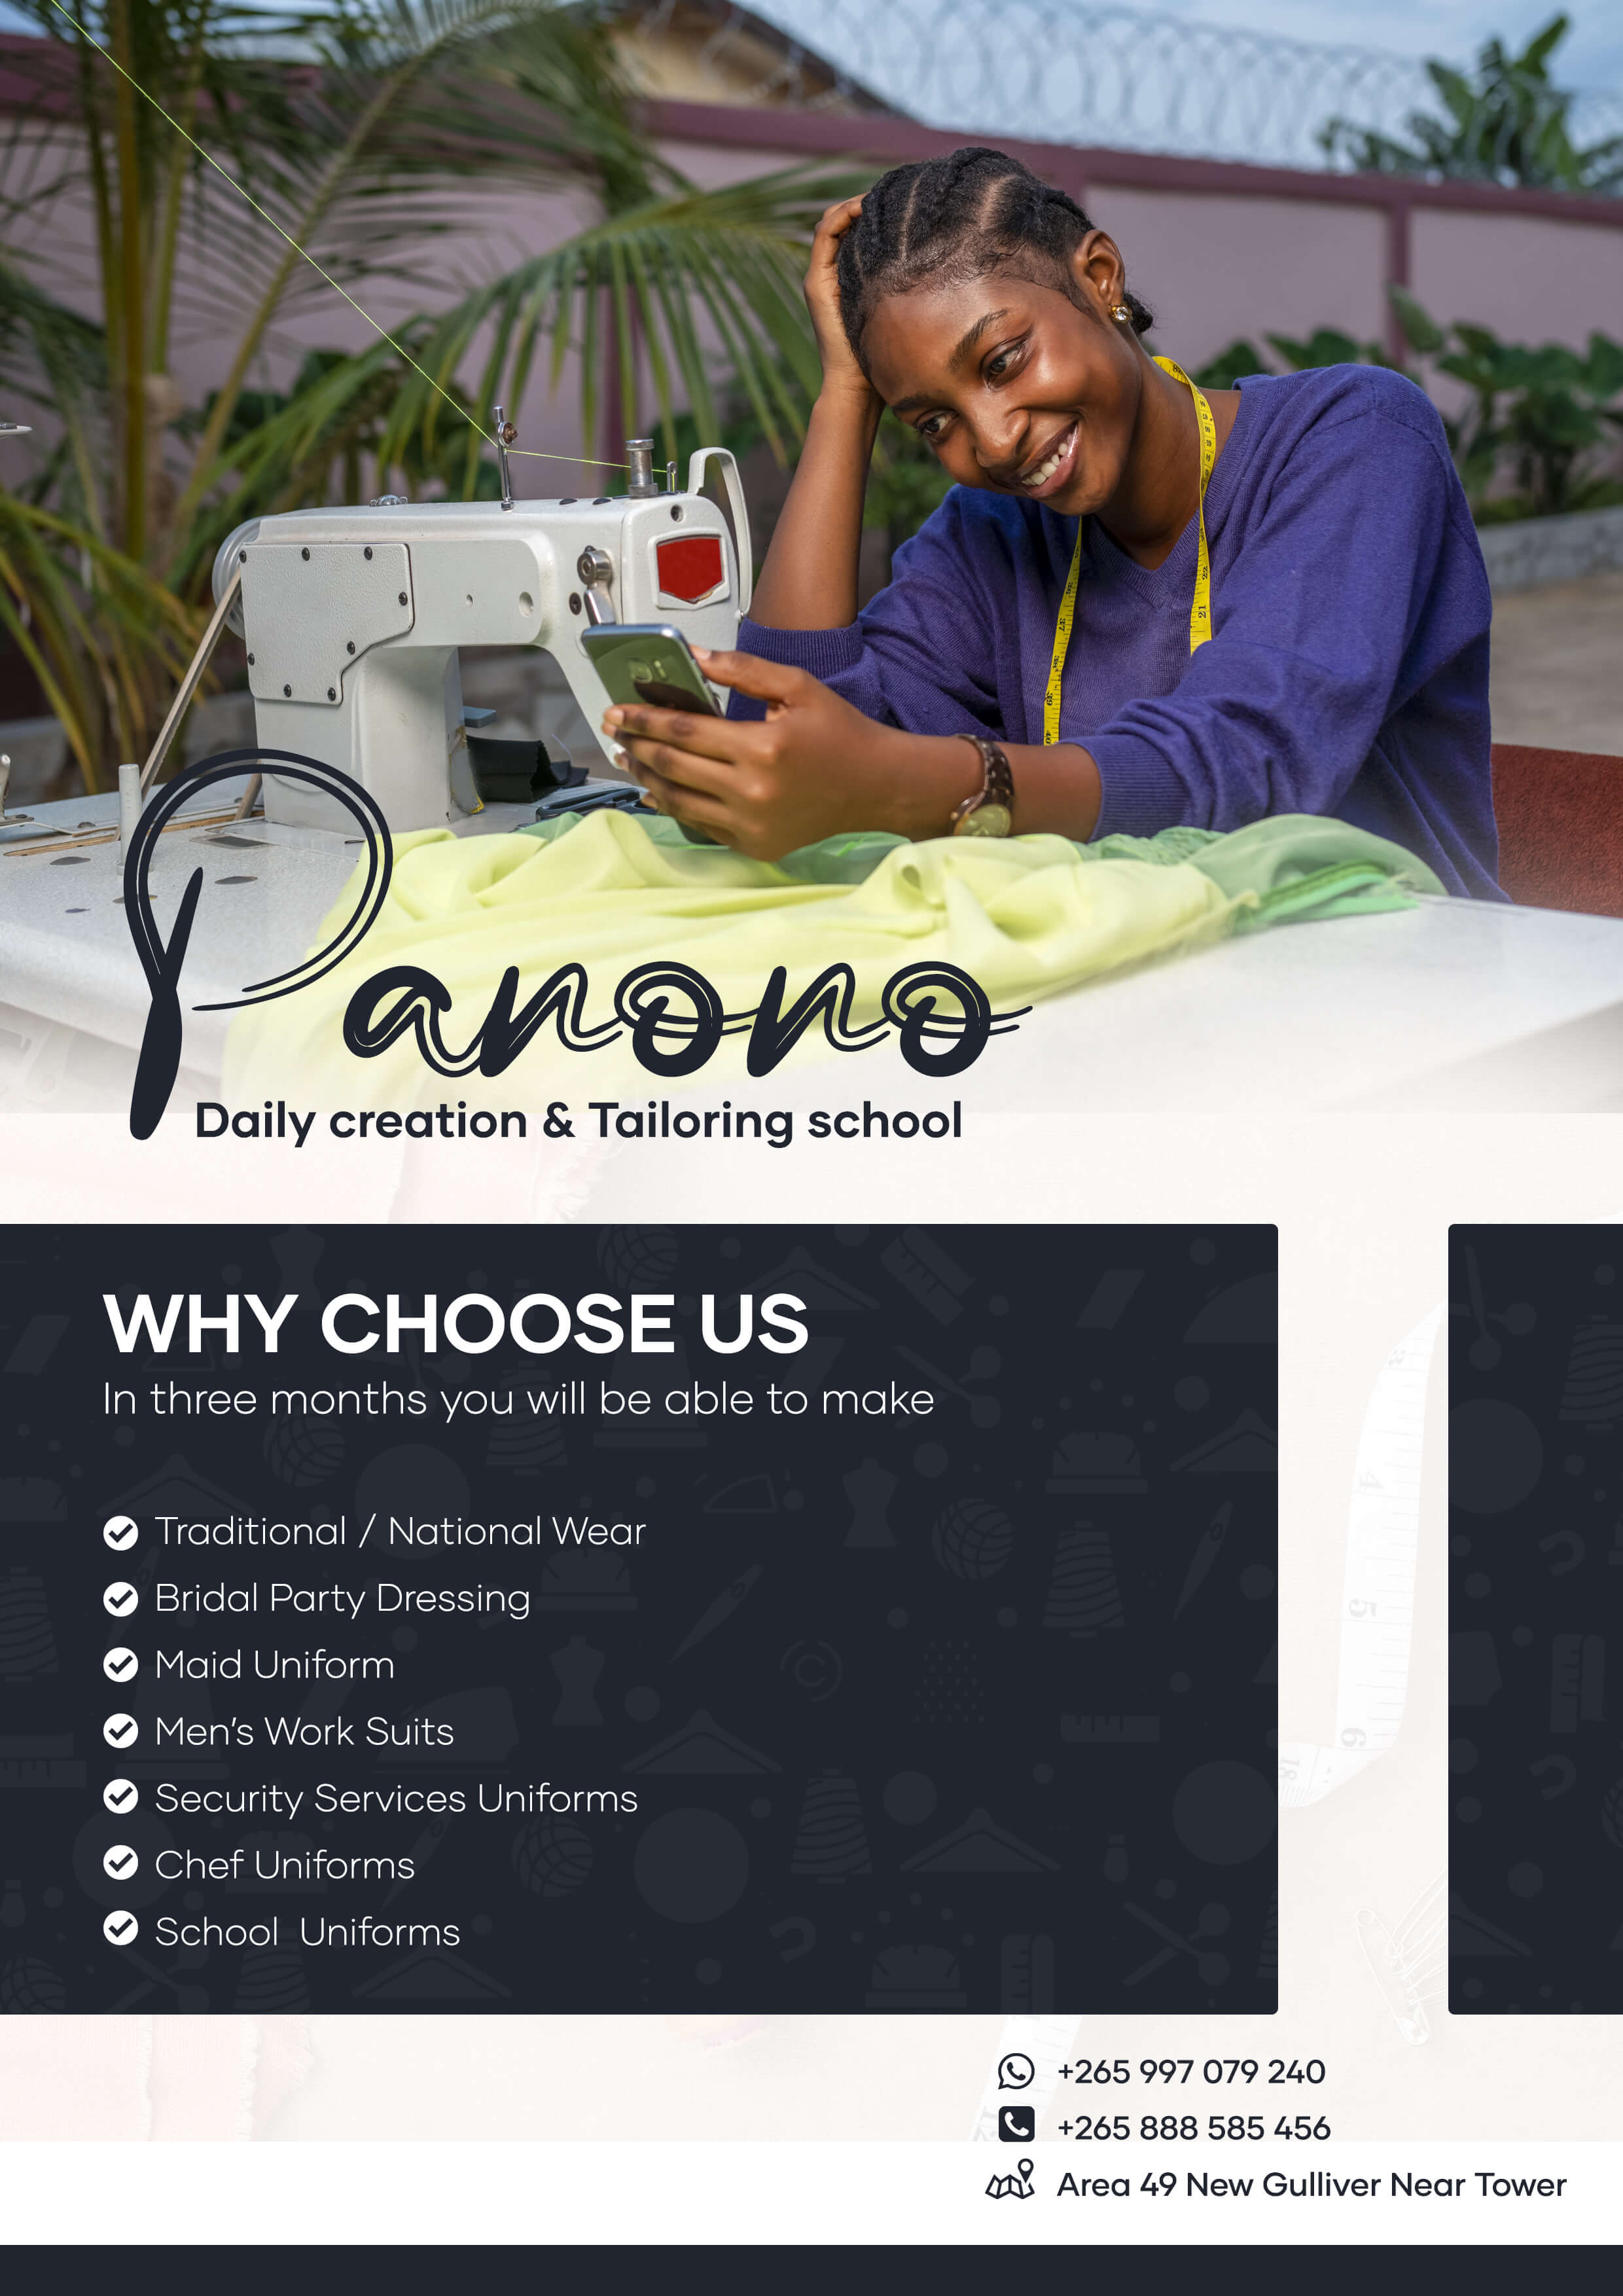 Panono
Daily creation & Tailoring school
WHY CHOOSE US
In three months you will be able to make
Traditional / National Wear
Bridal Party Dressing
Maid Uniform
Men's Work Suits
Security Services Uniforms
Chef Uniforms
School Uniforms
+265 997 079 240
+265 888 585 456
Area 49 New Gulliver Near Tower